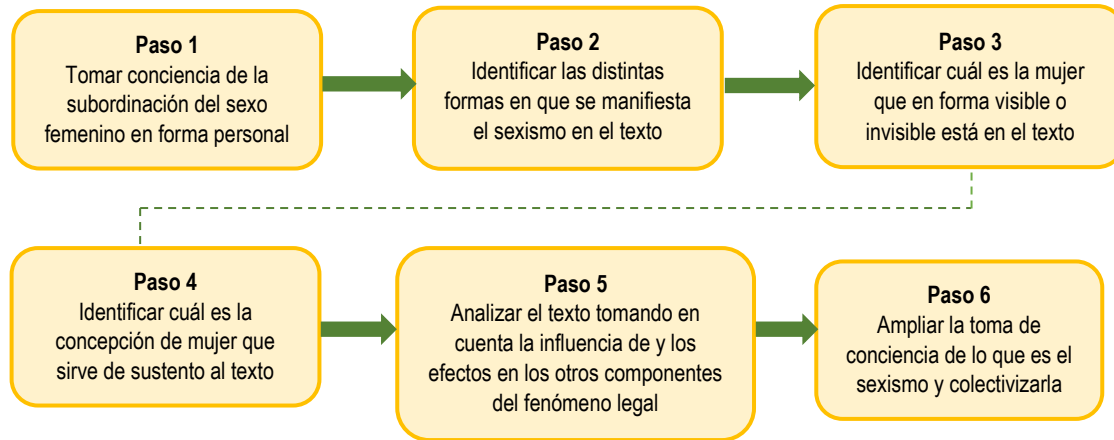 Paso 1
Tomar conciencia de la
subordinación del sexo
femenino en forma personal
Paso 2
Identificar las distintas
formas en que se manifiesta
el sexismo en el texto
Paso 3
Identificar cuál es la mujer
que en forma visible o
invisible está en el texto
Paso 4
Identificar cuál es la
concepción de mujer que
sirve de sustento al texto
Paso 5
Analizar el texto tomando en
cuenta la influencia de y los
efectos en los otros componentes
del fenómeno legal
Paso 6
Ampliar la toma de
conciencia de lo que es el
sexismo y colectivizarla